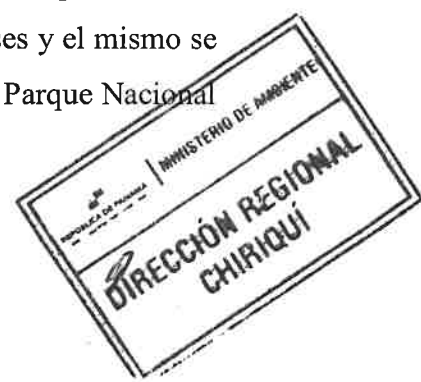 es y el mismo se
Parque Nacional
REPÚBLICA DE PANAMÁ
MINISTERIO DE AMBIENTE
DIRECCIÓN REGIONAL
CHIRIQUÍ